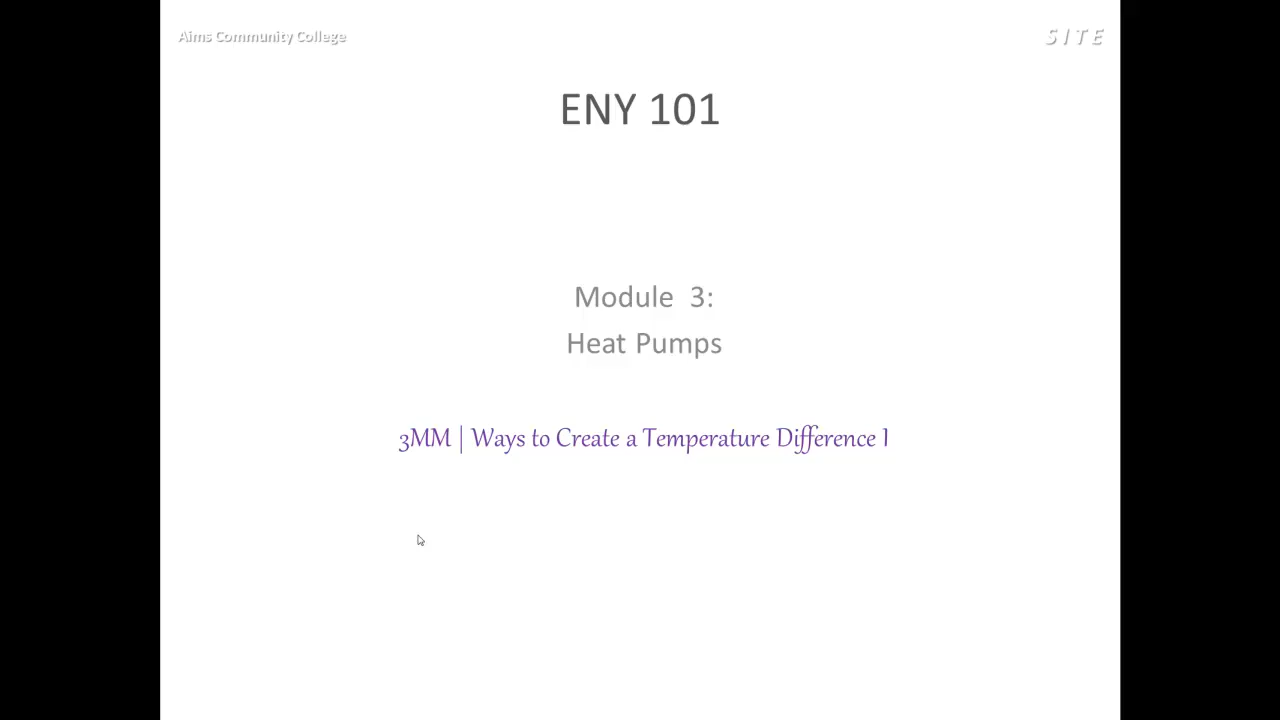 Aims Community College
SITE
ENY 101
Module 3:
Heat Pumps
3MM | Ways to Create a Temperature Difference I